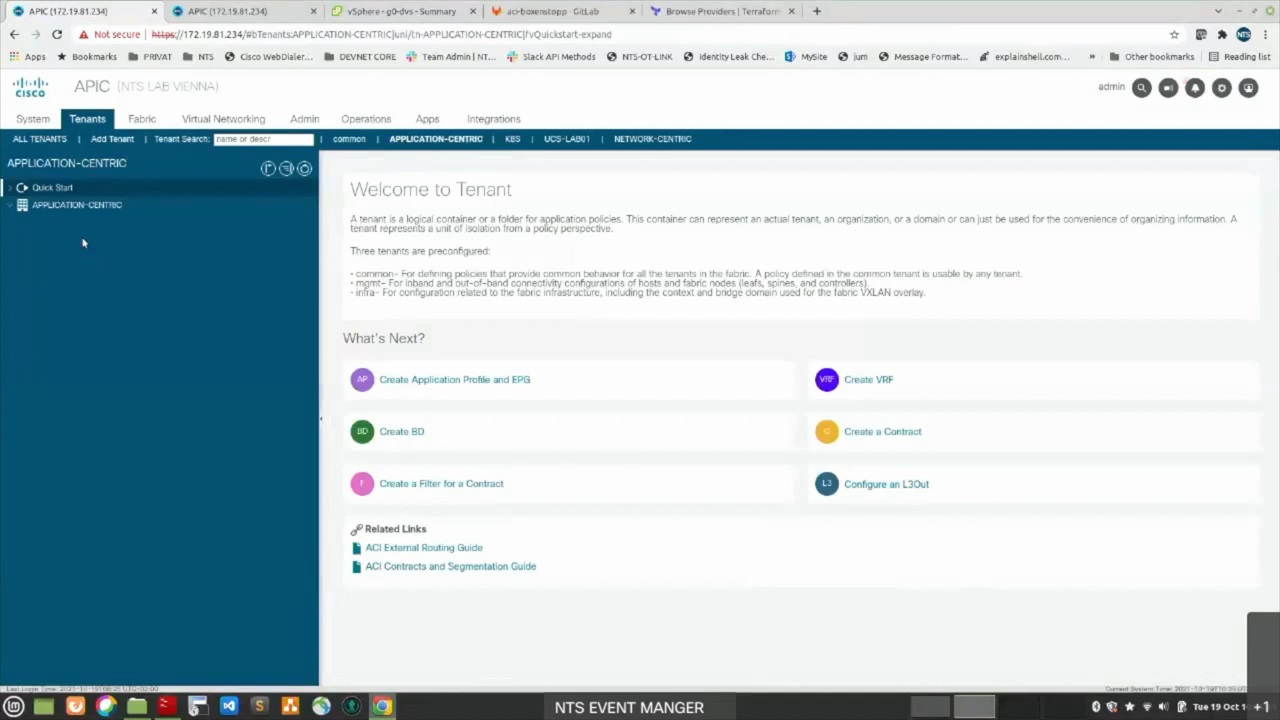 APIC (172.19.81.234)
APIC (172.19.81.234)
vSphere - g0-dvs - Summary
aci-boxenstopp · GitLab
Browse Providers | Terraform
Not secure
https://172.19.81.234/#bTenants:APPLICATION-CENTRIC|uni/tn-APPLICATION-CENTRIC|fvQuickstart-expand
NTS
Apps
Bookmarks
PRIVAT
NTS
Cisco WebDialer...
DEVNET CORE
Team Admin | NT...
Slack API Methods
NTS-OT-LINK
Identity Leak Che...
MySite
jum
Message Format...
explainshell.com...
»
Other bookmarks
Reading list
CISCO
APIC (NTS LAB VIENNA)
admin
System
Tenants
Fabric
Virtual Networking
Admin
Operations
Apps
Integrations
ALL TENANTS | Add Tenant | Tenant Search: name or descr | common | APPLICATION-CENTRIC | KBS | UCS-LAB01 | NETWORK-CENTRIC
APPLICATION-CENTRIC
Quick Start
APPLICATION-CENTRIC
Welcome to Tenant
A tenant is a logical container or a folder for application policies. This container can represent an actual tenant, an organization, or a domain or can just be used for the convenience of organizing information. A
tenant represents a unit of isolation from a policy perspective.
Three tenants are preconfigured:
• common- For defining policies that provide common behavior for all the tenants in the fabric. A policy defined in the common tenant is usable by any tenant.
• mgmt- For inband and out-of-band connectivity configurations of hosts and fabric nodes (leafs, spines, and controllers).
• infra- For configuration related to the fabric infrastructure, including the context and bridge domain used for the fabric VXLAN overlay.
What's Next?
AP Create Application Profile and EPG
VRF Create VRF
BD Create BD
C Create a Contract
F Create a Filter for a Contract
L3 Configure an L3Out
Related Links
ACI External Routing Guide
ACI Contracts and Segmentation Guide
NTS EVENT MANGER
Tue 19 Oct 1
+1